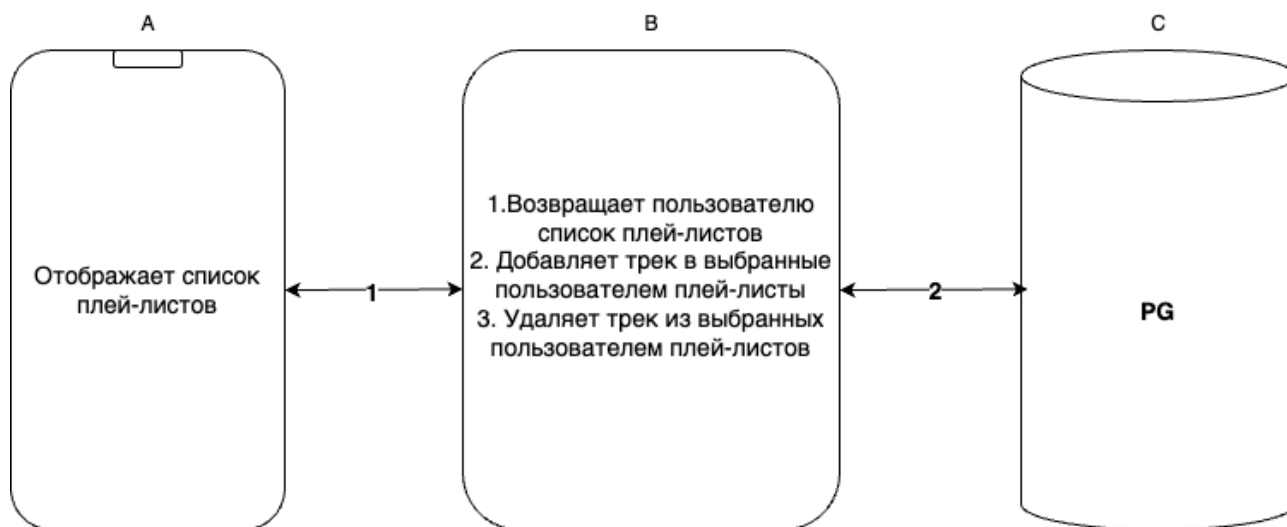 A
B
C
Отображает список
плей-листов
1
1.Возвращает пользователю
список плей-листов
2. Добавляет трек в выбранные
пользователем плей-листы
3. Удаляет трек из выбранных
пользователем плей-листов
2
PG